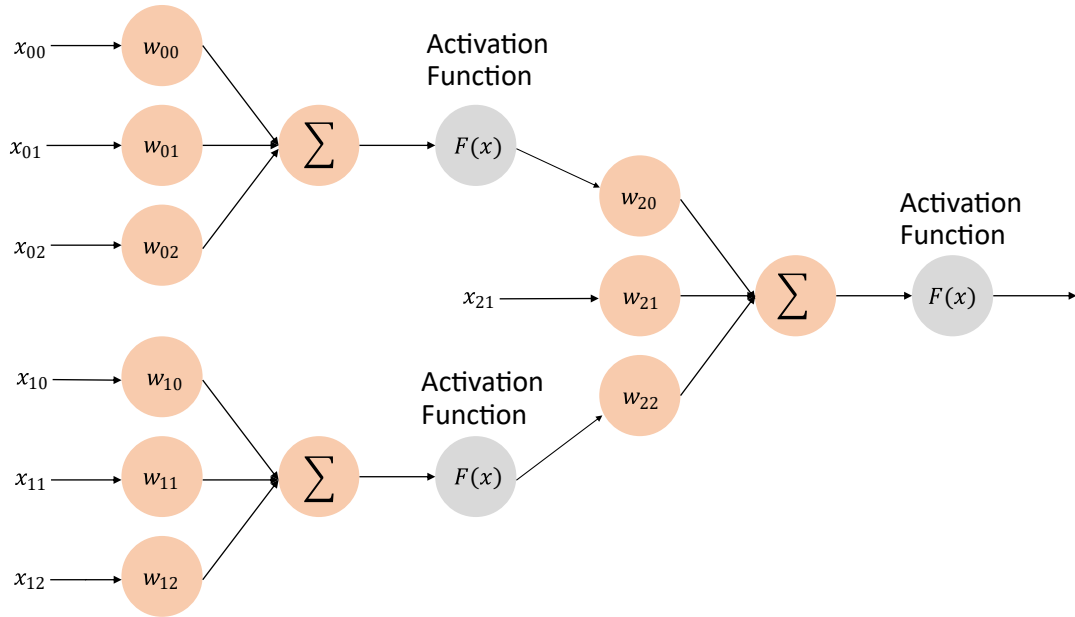 x₀₀
w₀₀
x₀₁
w₀₁
x₀₂
w₀₂
∑
Activation
Function
F(x)
x₁₀
w₁₀
x₁₁
w₁₁
x₁₂
w₁₂
∑
Activation
Function
F(x)
w₂₀
x₂₁
w₂₁
w₂₂
∑
Activation
Function
F(x)